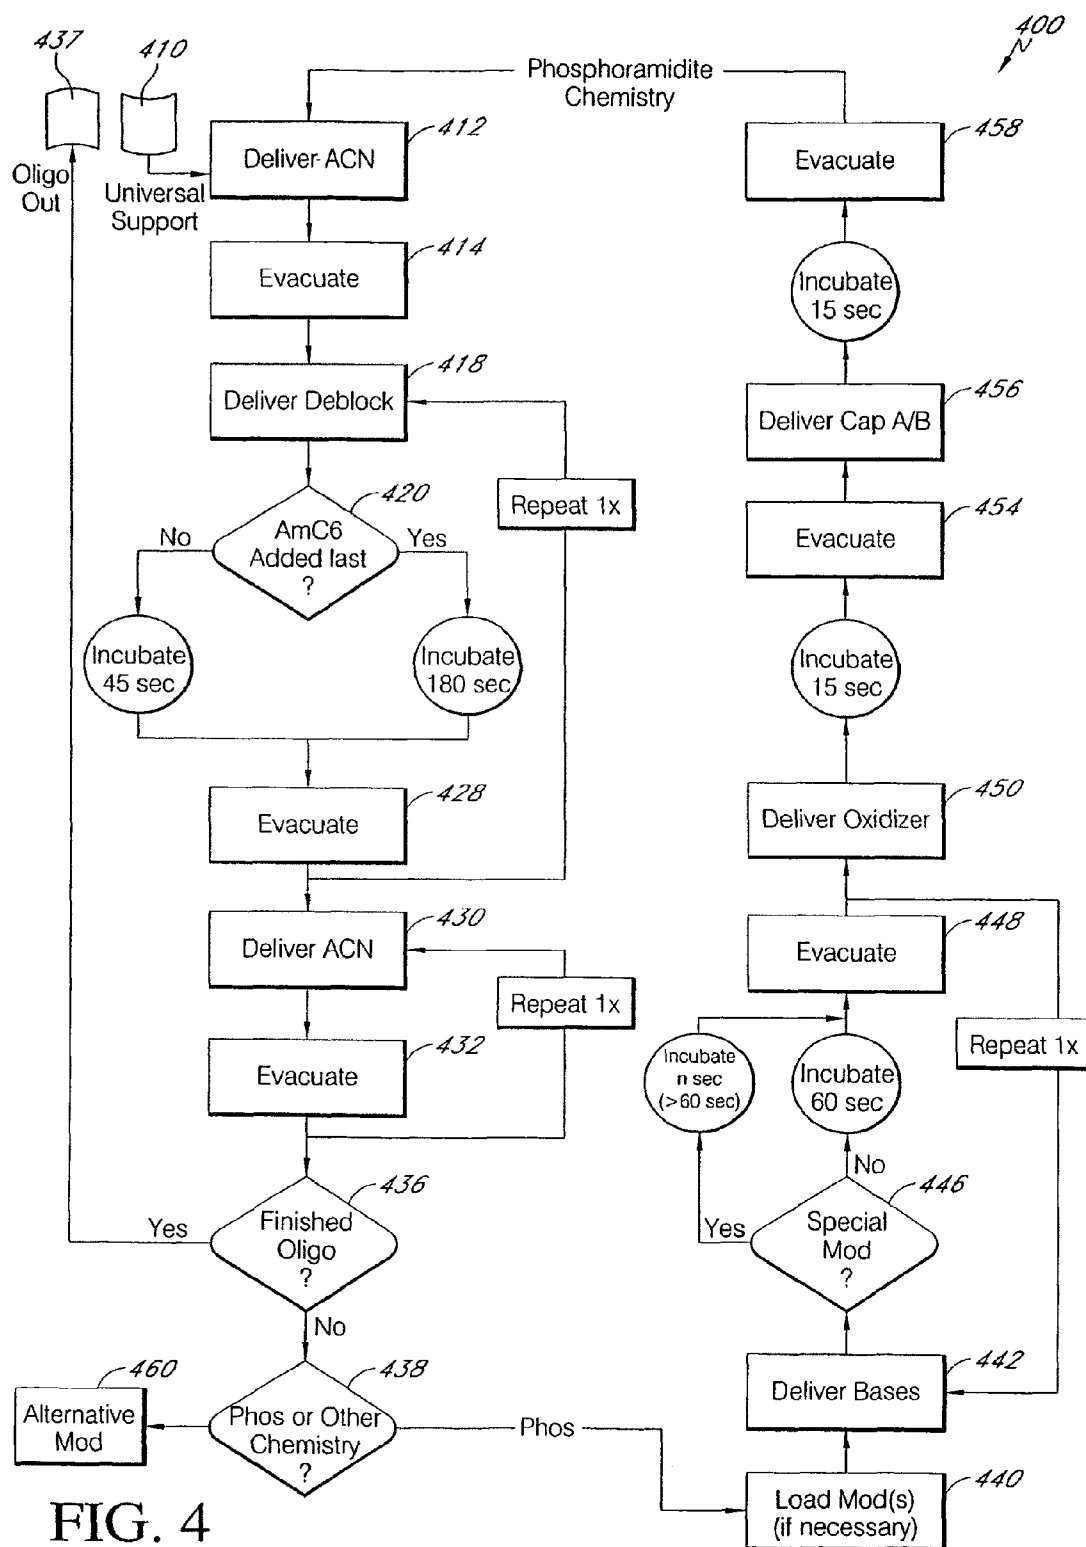 400
437
410
Oligo
Out
Universal
Support
Phosphoramidite
Chemistry
412
Deliver ACN
414
Evacuate
418
Deliver Deblock
420
AmC6
Added last
?
No
Yes
Incubate
45 sec
Incubate
180 sec
Repeat 1x
428
Evacuate
430
Deliver ACN
Repeat 1x
432
Evacuate
436
Finished
Oligo
?
Yes
No
438
Phos or Other
Chemistry
?
460
Alternative
Mod
Phos
440
Load Mod(s)
(if necessary)
442
Deliver Bases
446
Special
Mod
?
Yes
No
Incubate
n sec
(>60 sec)
Incubate
60 sec
Repeat 1x
448
Evacuate
450
Deliver Oxidizer
Incubate
15 sec
454
Evacuate
456
Deliver Cap A/B
Incubate
15 sec
458
Evacuate
FIG. 4